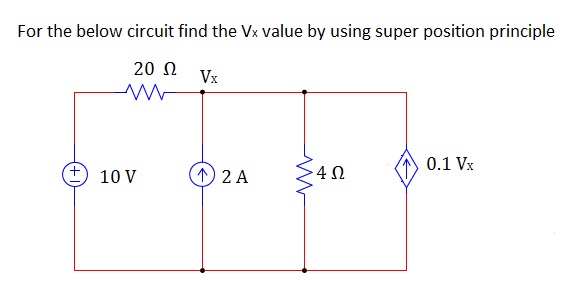 For the below circuit find the Vx value by using super position principle
20 Ω
Vx
10 V
2 A
4 Ω
0.1 Vx